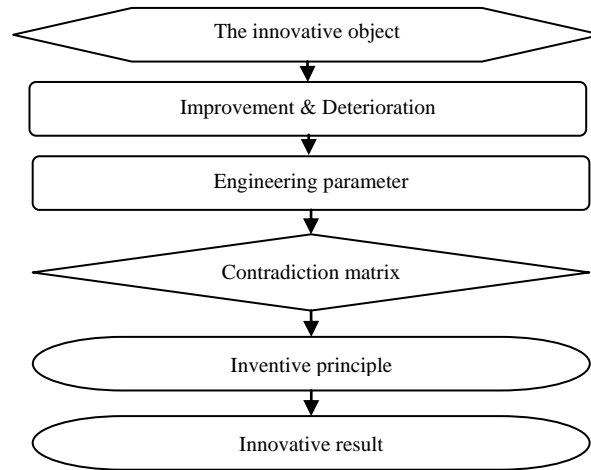 The innovative object
Improvement & Deterioration
Engineering parameter
Contradiction matrix
Inventive principle
Innovative result